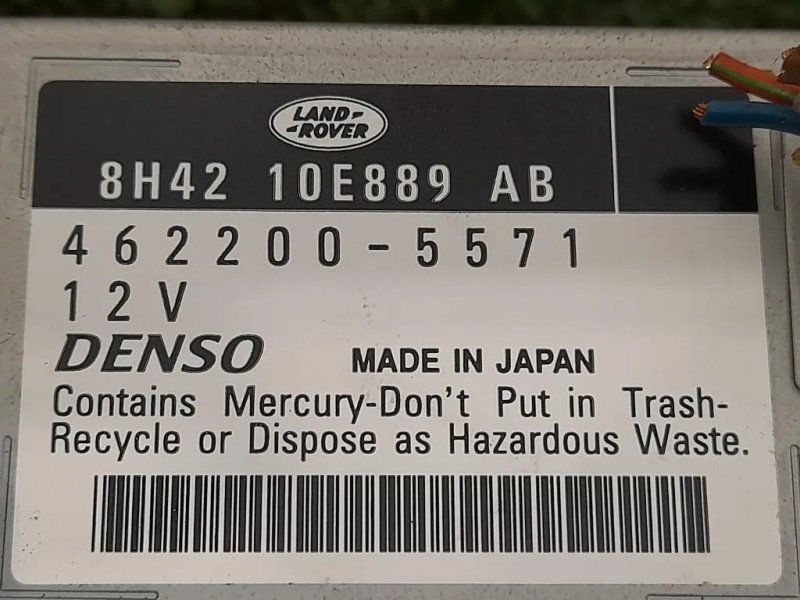 LAND-
-ROVER
8H42 10E889 AB
462200-5571
12V
DENSO MADE IN JAPAN
Contains Mercury-Don't Put in Trash-
Recycle or Dispose as Hazardous Waste.